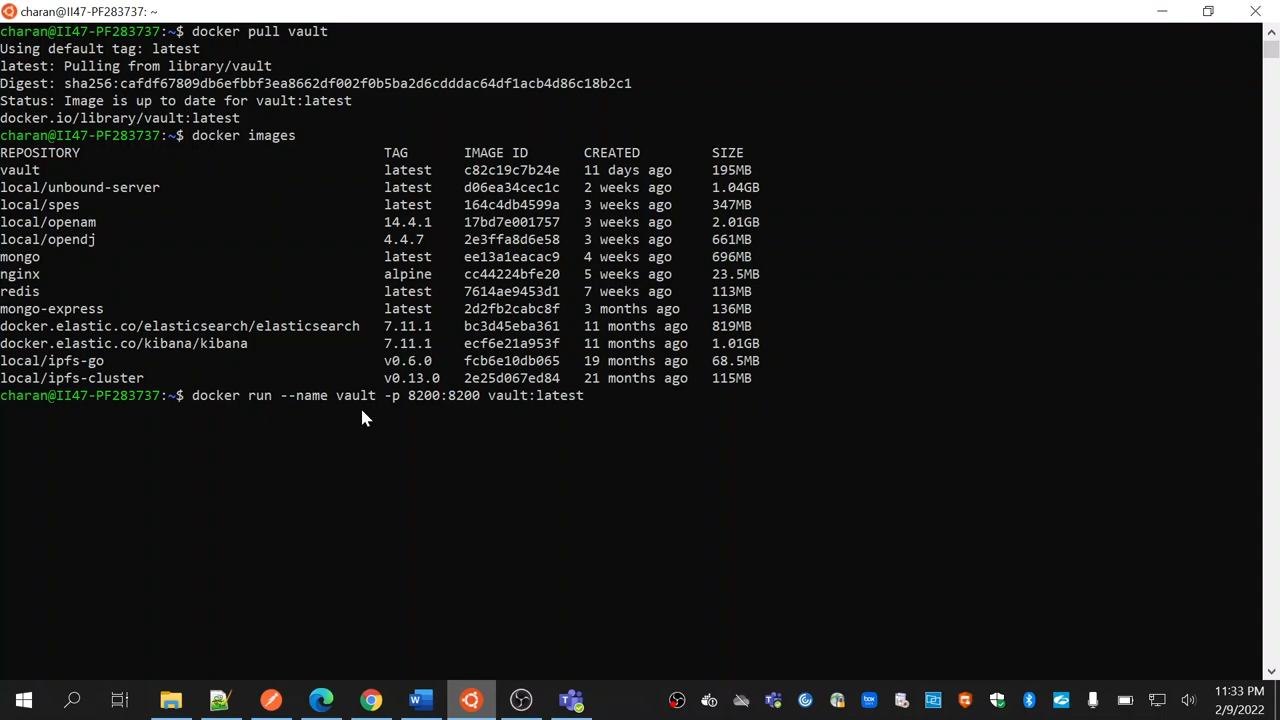 charan@II47-PF283737: ~
charan@II47-PF283737:~$ docker pull vault
Using default tag: latest
latest: Pulling from library/vault
Digest: sha256:cafdf67809db6efbbf3ea8662df002f0b5ba2d6cdddac64df1acb4d86c18b2c1
Status: Image is up to date for vault:latest
docker.io/library/vault:latest
charan@II47-PF283737:~$ docker images
REPOSITORY TAG IMAGE ID CREATED SIZE
vault latest c82c19c7b24e 11 days ago 195MB
local/unbound-server latest d06ea34cec1c 2 weeks ago 1.04GB
local/spes latest 164c4db4599a 3 weeks ago 347MB
local/openam 14.4.1 17bd7e001757 3 weeks ago 2.01GB
local/opendj 4.4.7 2e3ffa8d6e58 3 weeks ago 661MB
mongo latest ee13a1eacac9 4 weeks ago 696MB
nginx alpine cc44224bfe20 5 weeks ago 23.5MB
redis latest 7614ae9453d1 7 weeks ago 113MB
mongo-express latest 2d2fb2cabc8f 3 months ago 136MB
docker.elastic.co/elasticsearch/elasticsearch 7.11.1 bc3d45eba361 11 months ago 819MB
docker.elastic.co/kibana/kibana 7.11.1 ecf6e21a953f 11 months ago 1.01GB
local/ipfs-go v0.6.0 fcb6e10db065 19 months ago 68.5MB
local/ipfs-cluster v0.13.0 2e25d067ed84 21 months ago 115MB
charan@II47-PF283737:~$ docker run --name vault -p 8200:8200 vault:latest
11:33 PM
2/9/2022